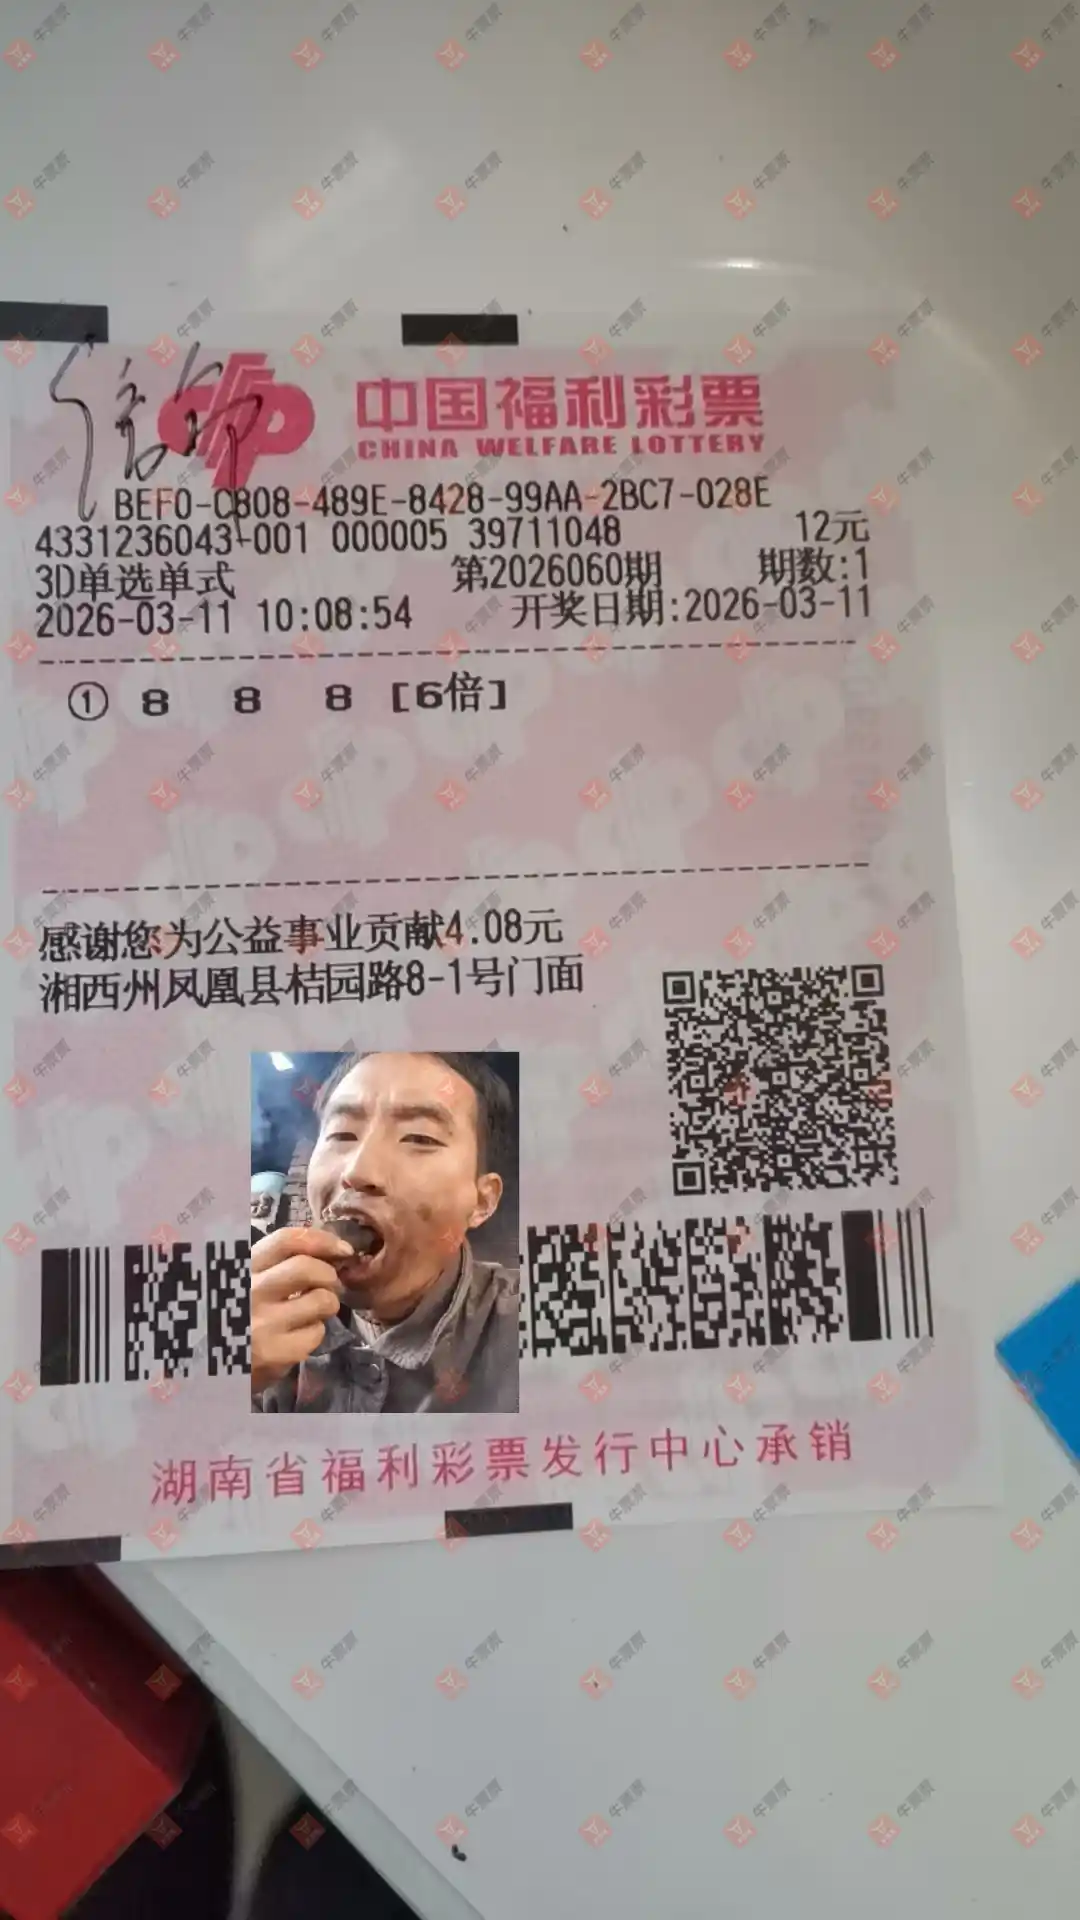 中国福利彩票
CHINA WELFARE LOTTERY
BEF0-C808-489E-8428-99AA-2BC7-028E
4331236043-001 000005 39711048 12元
3D单选单式 第2026060期 期数:1
2026-03-11 10:08:54 开奖日期:2026-03-11
① 8 8 8 [6倍]
感谢您为公益事业贡献4.08元
湘西州凤凰县桔园路8-1号门面
湖南省福利彩票发行中心承销
牛票票